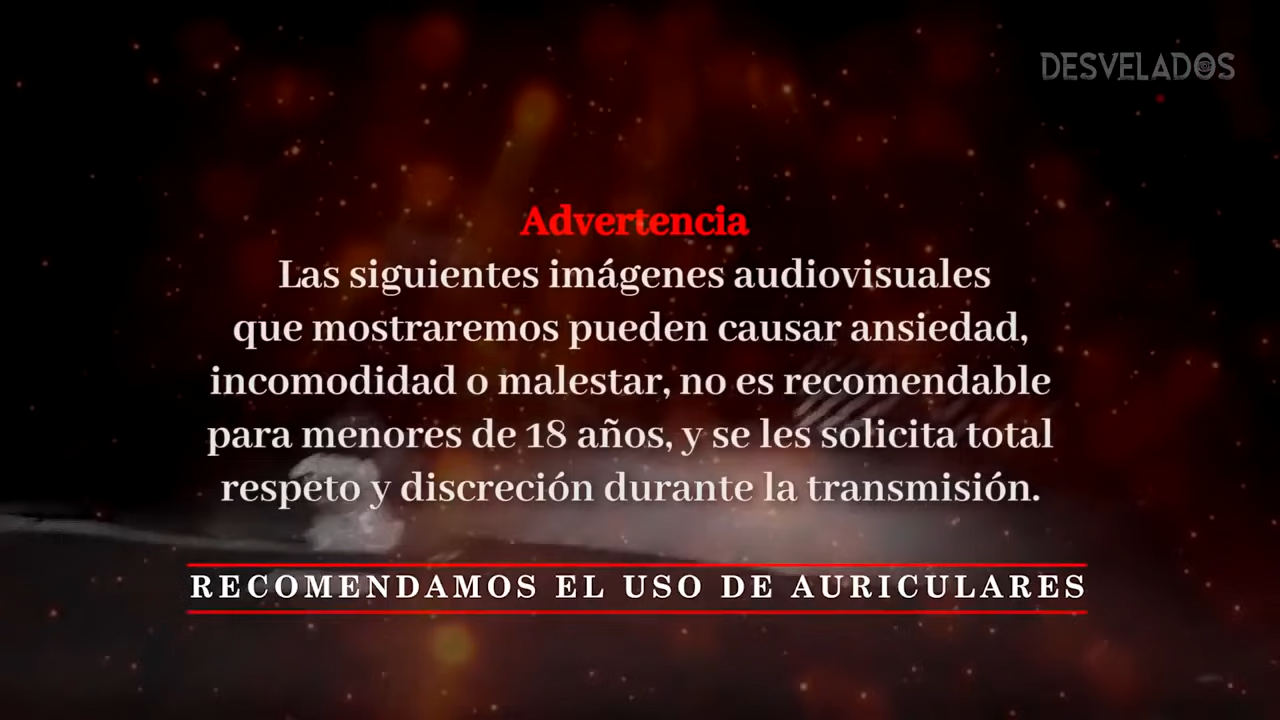 DESVELADOS
Advertencia
Las siguientes imágenes audiovisuales
que mostraremos pueden causar ansiedad,
incomodidad o malestar, no es recomendable
para menores de 18 años, y se les solicita total
respeto y discreción durante la transmisión.
RECOMENDAMOS EL USO DE AURICULARES